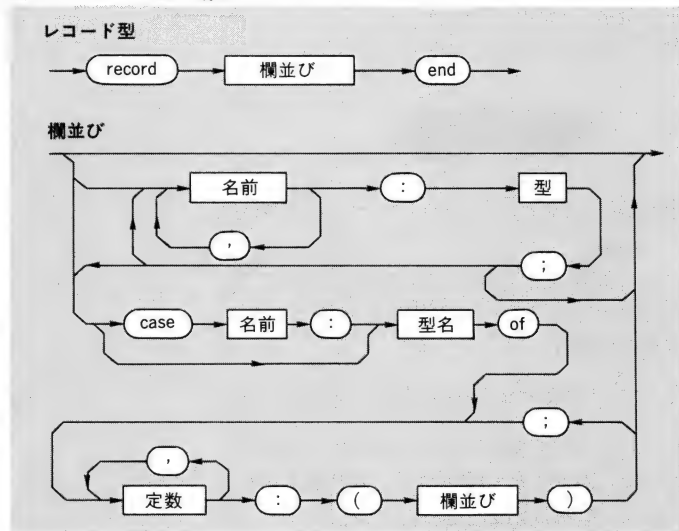 レコード型
record 欄並び end
欄並び
名前 : 型
,
;
case 名前 : 型名 of
;
,
定数 : ( 欄並び )